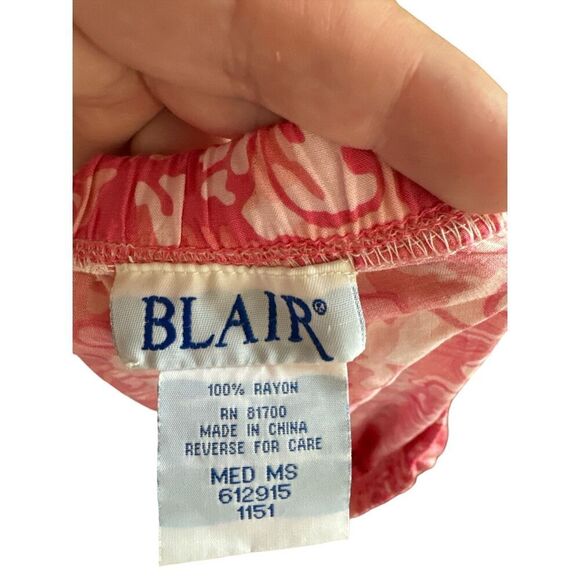 BLAIR®
100% RAYON
RN 81700
MADE IN CHINA
REVERSE FOR CARE
MED MS
612915
1151